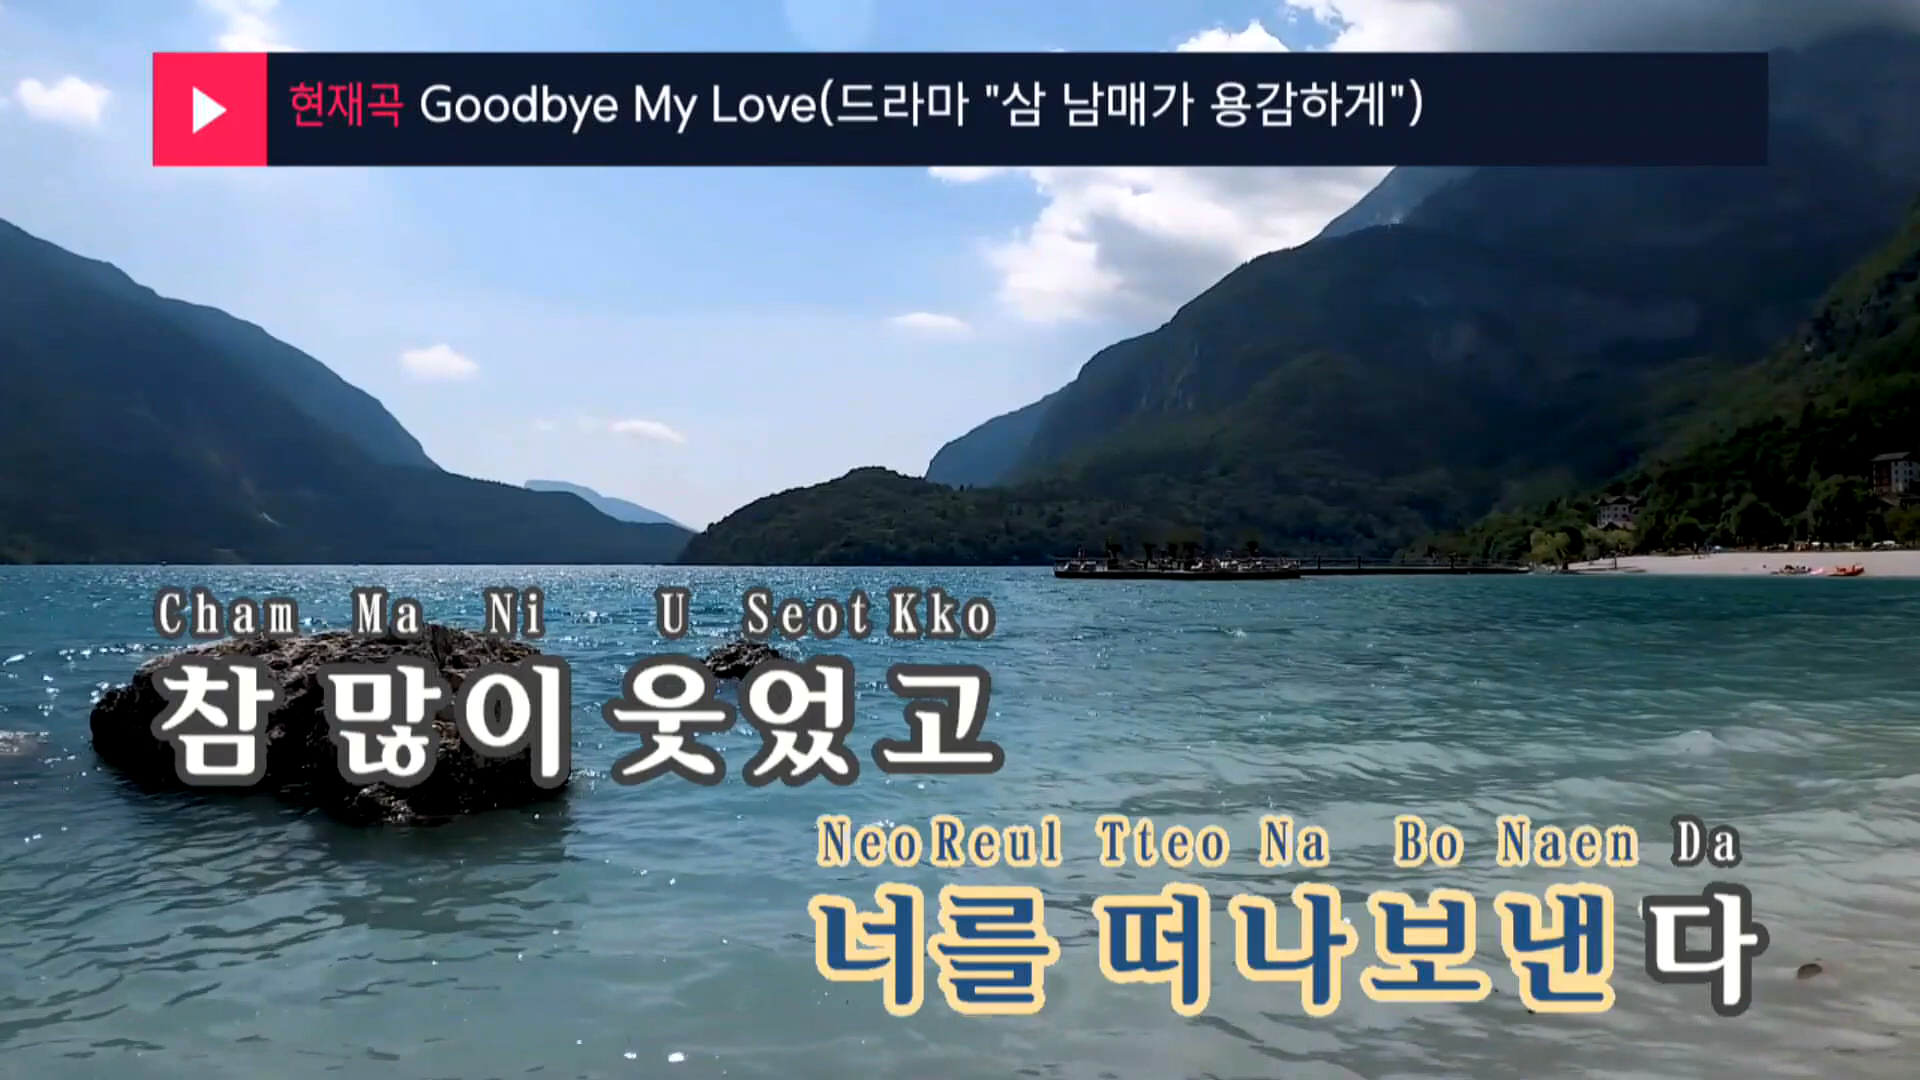 현재곡 Goodbye My Love(드라마 "삼 남매가 용감하게")
Cham Ma Ni U Seot Kko
참 많이 웃었고
Neo Reul Tteo Na Bo Naen Da
너를 떠나보낸다